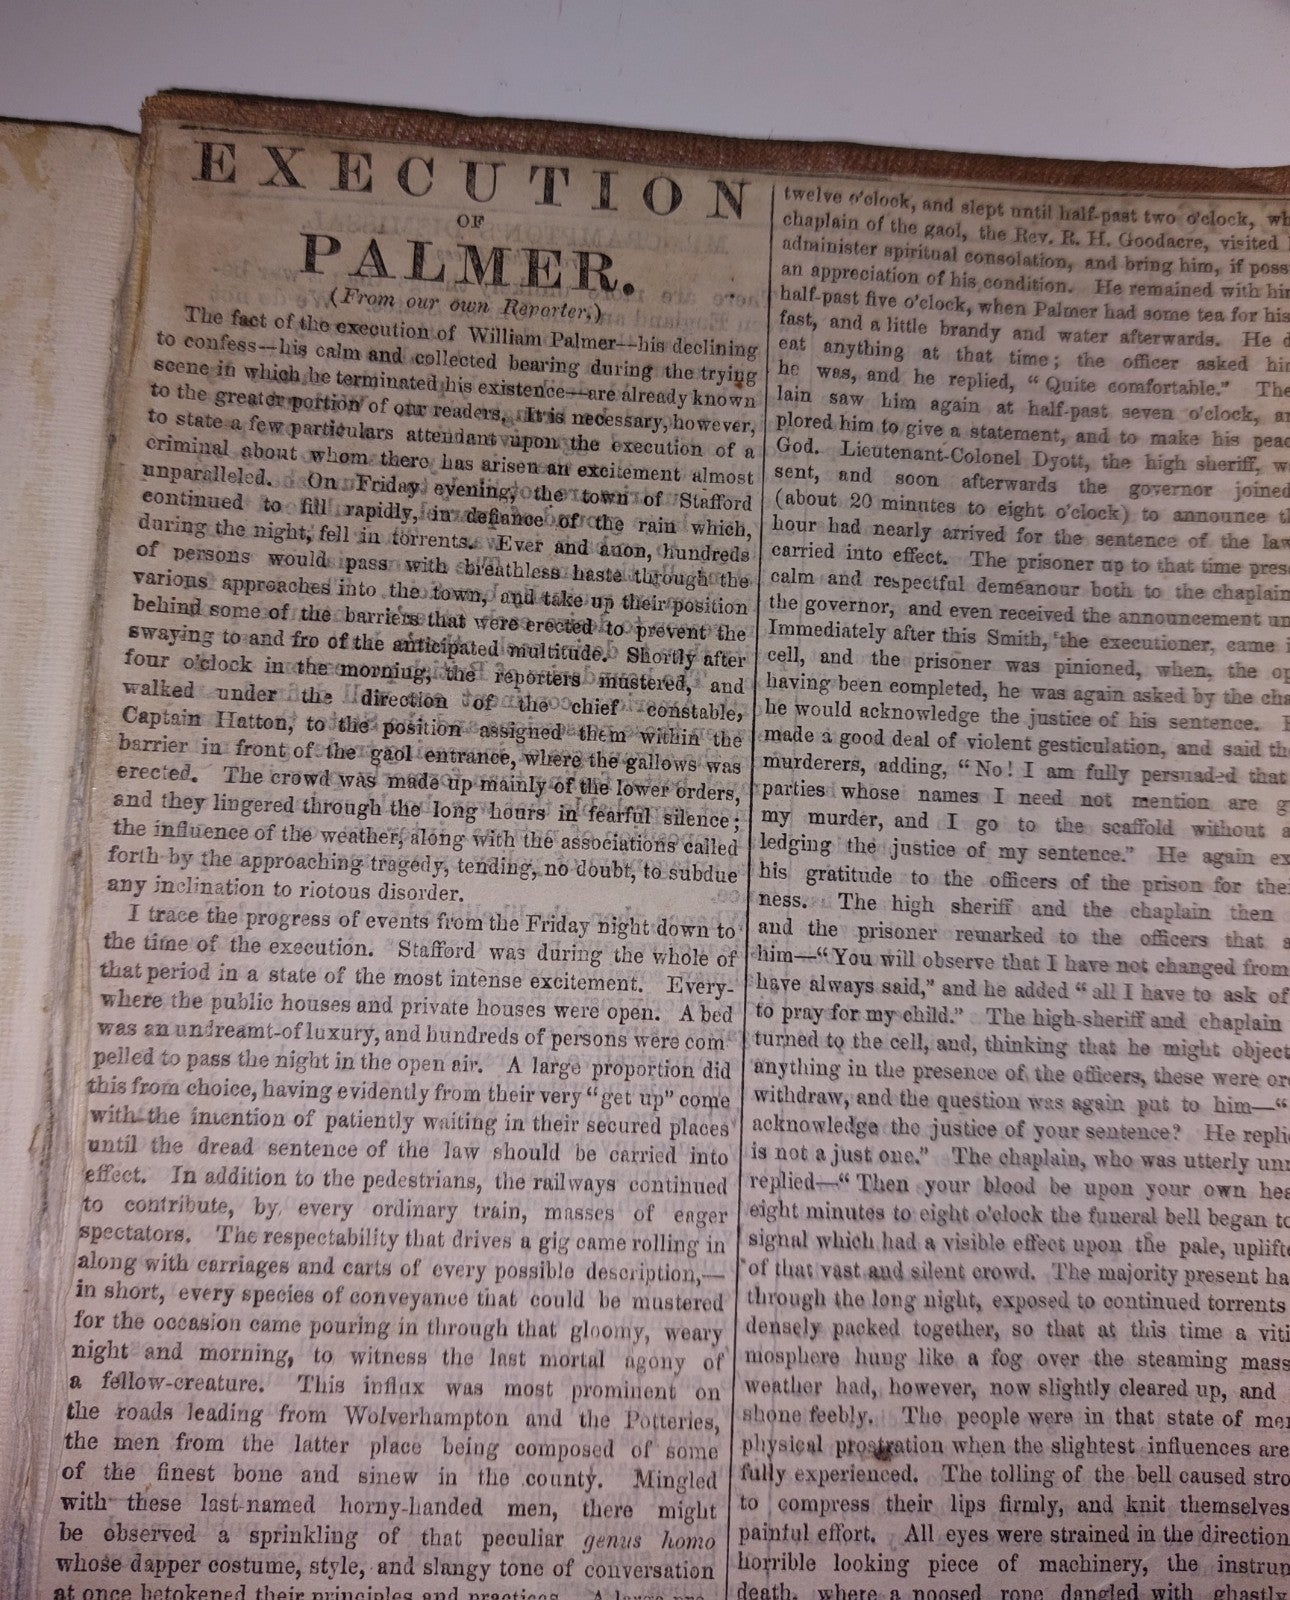 EXECUTION
OF
PALMER.
(From our own Reporter.)
The fact of the execution of William Palmer—his declining
to confess—his calm and collected bearing during the trying
scene in which he terminated his existence—are already known
to the greater portion of our readers. It is necessary, however,
to state a few particulars attendant upon the execution of a
criminal about whom there has arisen an excitement almost
unparalleled. On Friday evening, the town of Stafford
continued to fill rapidly, in defiance of the rain which,
during the night, fell in torrents. Ever and anon, hundreds
of persons would pass with breathless haste through the
various approaches into the town, and take up their position
behind some of the barriers that were erected to prevent the
swaying to and fro of the anticipated multitude. Shortly after
four o'clock in the morning, the reporters mustered, and
walked under the direction of the chief constable,
Captain Hatton, to the position assigned them within the
barrier in front of the gaol entrance, where the gallows was
erected. The crowd was made up mainly of the lower orders,
and they lingered through the long hours in fearful silence;
the influence of the weather, along with the associations called
forth by the approaching tragedy, tending, no doubt, to subdue
any inclination to riotous disorder.
I trace the progress of events from the Friday night down to
the time of the execution. Stafford was during the whole of
that period in a state of the most intense excitement. Every-
where the public houses and private houses were open. A bed
was an undreamt-of luxury, and hundreds of persons were com-
pelled to pass the night in the open air. A large proportion did
this from choice, having evidently from their very "get up" come
with the intention of patiently waiting in their secured places
until the dread sentence of the law should be carried into
effect. In addition to the pedestrians, the railways continued
to contribute, by every ordinary train, masses of eager
spectators. The respectability that drives a gig came rolling in
along with carriages and carts of every possible description,—
in short, every species of conveyance that could be mustered
for the occasion came pouring in through that gloomy, weary
night and morning, to witness the last mortal agony of
a fellow-creature. This influx was most prominent on
the roads leading from Wolverhampton and the Potteries,
the men from the latter place being composed of some
of the finest bone and sinew in the county. Mingled
with these last-named horny-handed men, there might
be observed a sprinkling of that peculiar genus homo
whose dapper costume, style, and slangy tone of conversation
at once betokened their principles and practices. A large
twelve o'clock, and slept until half-past two o'clock,
chaplain of the gaol, the Rev. R. H. Goodacre, visited
administer spiritual consolation, and bring him, if
an appreciation of his condition. He remained with
half-past five o'clock, when Palmer had some tea for his
fast, and a little brandy and water afterwards. He
eat anything at that time; the officer asked
he was, and he replied, "Quite comfortable."
lain saw him again at half-past seven o'clock,
plored him to give a statement, and to make his
God. Lieutenant-Colonel Dyott, the high sheriff,
sent, and soon afterwards the governor joined
(about 20 minutes to eight o'clock) to announce
hour had nearly arrived for the sentence of the
carried into effect. The prisoner up to that time
calm and respectful demeanour both to the chaplain
the governor, and even received the announcement
Immediately after this Smith, the executioner, came
cell, and the prisoner was pinioned, when, the
having been completed, he was again asked by the
he would acknowledge the justice of his sentence.
made a good deal of violent gesticulation, and said
murderers, adding, "No! I am fully persuaded that
parties whose names I need not mention are
my murder, and I go to the scaffold without
ledging the justice of my sentence." He again
his gratitude to the officers of the prison for
ness. The high sheriff and the chaplain then
and the prisoner remarked to the officers that
him—"You will observe that I have not changed from
have always said," and he added "all I have to ask of
to pray for my child." The high-sheriff and chaplain
turned to the cell, and, thinking that he might object
anything in the presence of the officers, these were
withdraw, and the question was again put to him—"
acknowledge the justice of your sentence? He
is not a just one." The chaplain, who was utterly
replied—"Then your blood be upon your own
eight minutes to eight o'clock the funeral bell began
signal which had a visible effect upon the pale,
of that vast and silent crowd. The majority present
through the long night, exposed to continued torrents
densely packed together, so that at this time a
mosphere hung like a fog over the steaming
weather had, however, now slightly cleared up, and
shone feebly. The people were in that state of
physical prostration when the slightest influences are
fully experienced. The tolling of the bell caused
to compress their lips firmly, and knit themselves
painful effort. All eyes were strained in the direction
horrible looking piece of machinery, the
death, where a noosed rope dangled with ghastly